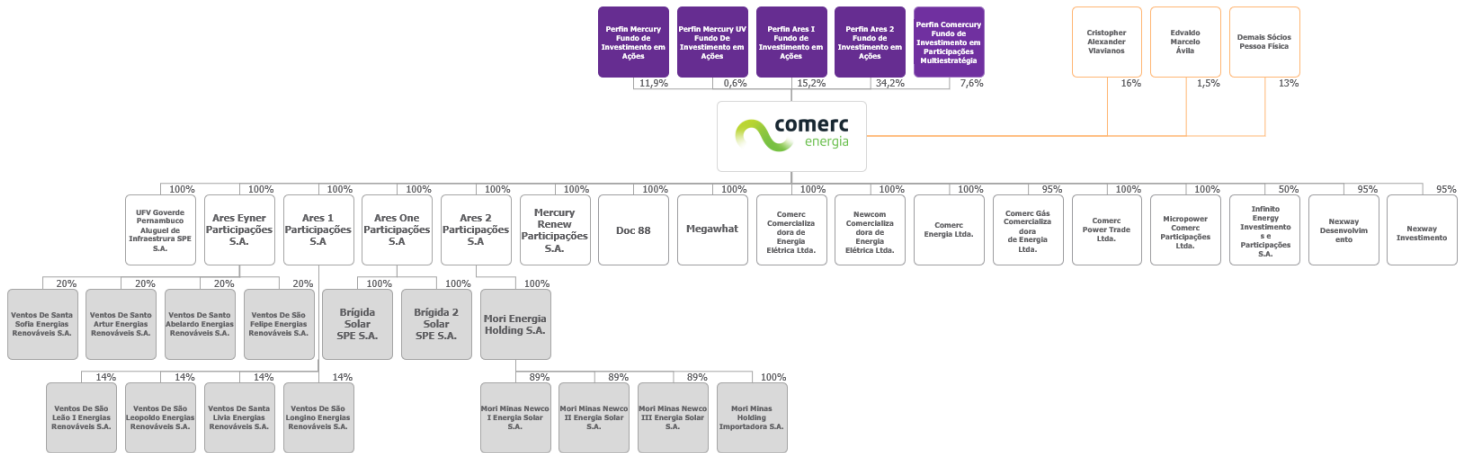 Perfin Mercury
Fundo de
Investimento em
Ações
Perfin Mercury UV
Fundo De
Investimento em
Ações
Perfin Ares I
Fundo de
Investimento em
Ações
Perfin Ares 2
Fundo de
Investimento em
Ações
Perfin Comercury
Fundo de
Investimento em
Participações
Multiestratégia
Cristopher
Alexander
Vlavianos
Edvaldo
Marcelo
Ávila
Demais Sócios
Pessoa Física
11,9%
0,6%
15,2%
34,2%
7,6%
16%
1,5%
13%
comerc
energia
100%
100%
100%
100%
100%
100%
100%
100%
100%
100%
100%
95%
100%
100%
50%
95%
95%
UFV Goverde
Pernambuco
Aluguel de
Infraestrura SPE
S.A.
Ares Eyner
Participações
S.A.
Ares 1
Participações
S.A
Ares One
Participações
S.A.
Ares 2
Participações
S.A
Mercury
Renew
Participações
S.A.
Doc 88
Megawhat
Comerc
Comercializa
dora de
Energia
Elétrica Ltda.
Newcom
Comercializa
dora de
Energia
Elétrica Ltda.
Comerc
Energia Ltda.
Comerc Gás
Comercializa
dora
de Energia
Ltda.
Comerc
Power Trade
Ltda.
Micropower
Comerc
Participações
Ltda.
Infinito
Energy
Investimento
s e
Participações
S.A.
Nexway
Desenvolvim
ento
Nexway
Investimento
20%
20%
20%
20%
100%
100%
100%
Ventos De Santa
Sofia Energias
Renováveis S.A.
Ventos De Santo
Artur Energias
Renováveis S.A.
Ventos De Santo
Abelardo Energias
Renováveis S.A.
Ventos De São
Felipe Energias
Renováveis S.A.
Brígida
Solar
SPE S.A.
Brígida 2
Solar
SPE S.A.
Mori Energia
Holding S.A.
14%
14%
14%
14%
89%
89%
89%
100%
Ventos De São
Leão I Energias
Renováveis S.A.
Ventos De São
Leopoldo Energias
Renováveis S.A.
Ventos De Santa
Lívia Energias
Renováveis S.A.
Ventos De São
Longino Energias
Renováveis S.A.
Mori Minas Newco
I Energia Solar
S.A.
Mori Minas Newco
II Energia Solar
S.A.
Mori Minas Newco
III Energia Solar
S.A.
Mori Minas
Holding
Importadora S.A.